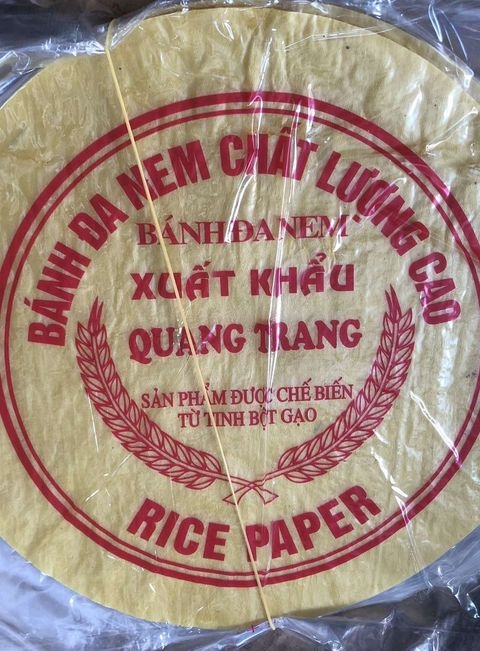 BÁNH ĐA NEM CHẤT LƯỢNG CAO
BÁNH ĐA NEM
XUẤT KHẨU
QUANG TRANG
SẢN PHẨM ĐƯỢC CHẾ BIẾN
TỪ TINH BỘT GẠO
RICE PAPER